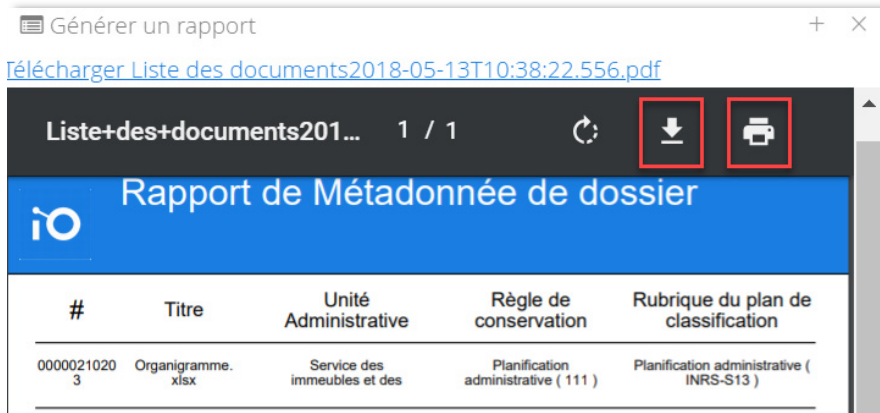 Générer un rapport
Télécharger Liste des documents2018-05-13T10:38:22.556.pdf
Liste+des+documents201... 1 / 1
Rapport de Métadonnée de dossier
iO
# Titre Unité Administrative Règle de conservation Rubrique du plan de classification
00000210203 Organigramme.xlsx Service des immeubles et des Planification administrative ( 111 ) Planification administrative ( INRS-S13 )